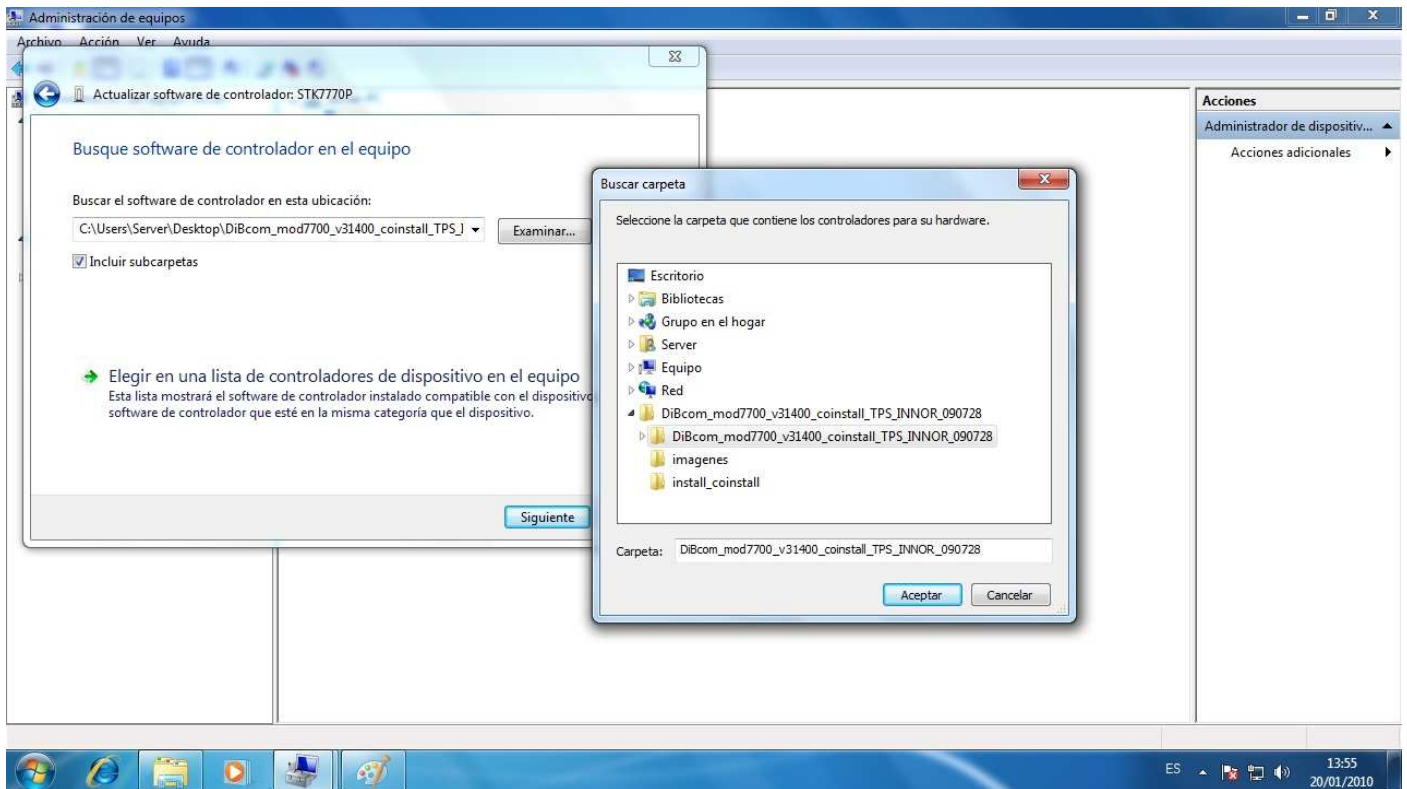 Administración de equipos
Archivo Acción Ver Ayuda
Actualizar software de controlador: STK7770P
Busque software de controlador en el equipo
Buscar el software de controlador en esta ubicación:
C:\Users\Server\Desktop\DiBcom_mod7700_v31400_coinstall_TPS_I
Examinar...
Incluir subcarpetas
Elegir en una lista de controladores de dispositivo en el equipo
Esta lista mostrará el software de controlador instalado compatible con el dispositivo
software de controlador que esté en la misma categoría que el dispositivo.
Siguiente
Buscar carpeta
Seleccione la carpeta que contiene los controladores para su hardware.
Escritorio
Bibliotecas
Grupo en el hogar
Server
Equipo
Red
DiBcom_mod7700_v31400_coinstall_TPS_INNOR_090728
DiBcom_mod7700_v31400_coinstall_TPS_INNOR_090728
imagenes
install_coinstall
Carpeta: DiBcom_mod7700_v31400_coinstall_TPS_INNOR_090728
Aceptar Cancelar
Acciones
Administrador de dispositiv...
Acciones adicionales
ES
13:55
20/01/2010